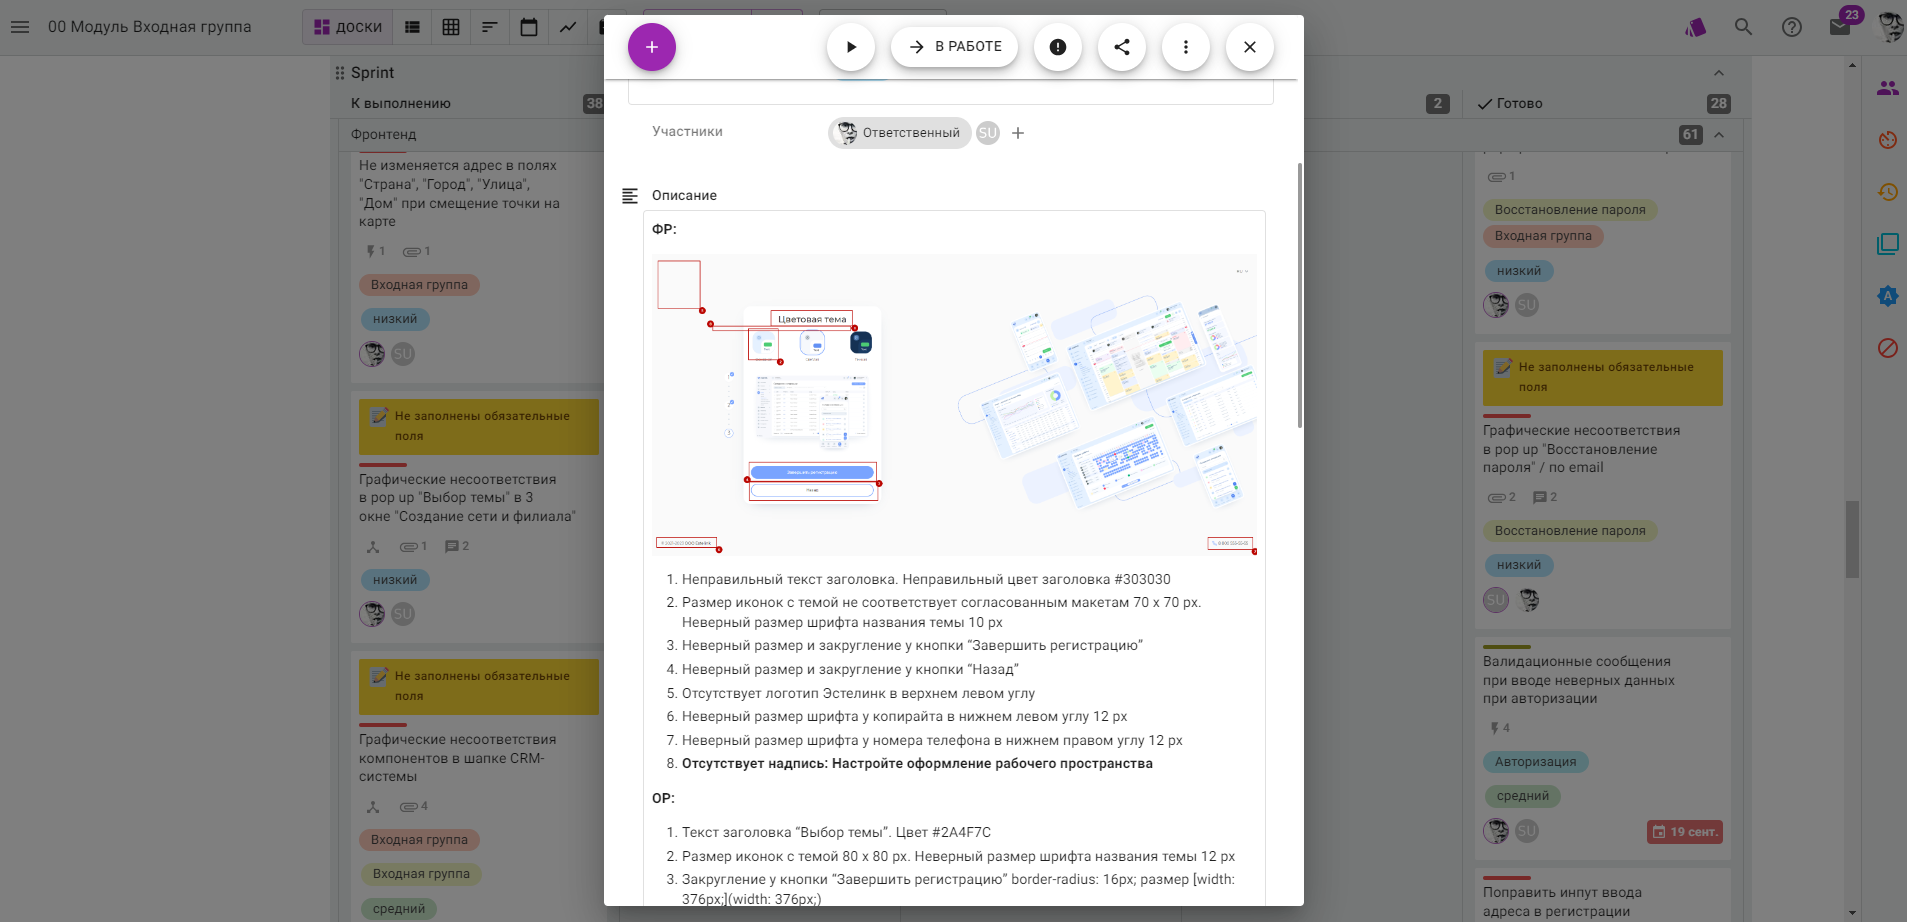 00 Модуль Входная группа
ДОСКИ
В РАБОТЕ
23
Sprint
К выполнению
38
2
Готово
28
Фронтенд
61
Не изменяется адрес в полях
"Страна", "Город", "Улица",
"Дом" при смещение точки на
карте
1
1
Входная группа
низкий
SU
Не заполнены обязательные
поля
Графические несоответствия
в pop up "Выбор темы" в 3
окне "Создание сети и филиала"
1
2
низкий
SU
Не заполнены обязательные
поля
Графические несоответствия
компонентов в шапке CRM-
системы
4
Входная группа
Входная группа
средний
Участники
Ответственный
SU
Описание
ФР:
Цветовая тема
Завершить регистрацию
Назад
1. Неправильный текст заголовка. Неправильный цвет заголовка #303030
2. Размер иконок с темой не соответствует согласованным макетам 70 x 70 px.
Неверный размер шрифта названия темы 10 px
3. Неверный размер и закругление у кнопки “Завершить регистрацию”
4. Неверный размер и закругление у кнопки “Назад”
5. Отсутствует логотип Эстелинк в верхнем левом углу
6. Неверный размер шрифта у копирайта в нижнем левом углу 12 px
7. Неверный размер шрифта у номера телефона в нижнем правом углу 12 px
8. Отсутствует надпись: Настройте оформление рабочего пространства
ОР:
1. Текст заголовка “Выбор темы”. Цвет #2A4F7C
2. Размер иконок с темой 80 x 80 px. Неверный размер шрифта названия темы 12 px
3. Закругление у кнопки “Завершить регистрацию” border-radius: 16px; размер [width:
376px;](width: 376px;)
1
Восстановление пароля
Входная группа
низкий
SU
Не заполнены обязательные
поля
Графические несоответствия
в pop up "Восстановление
пароля" / по email
2
2
Восстановление пароля
низкий
SU
Валидационные сообщения
при вводе неверных данных
при авторизации
4
Авторизация
средний
SU
19 сент.
Поправить инпут ввода
адреса в регистрации
A